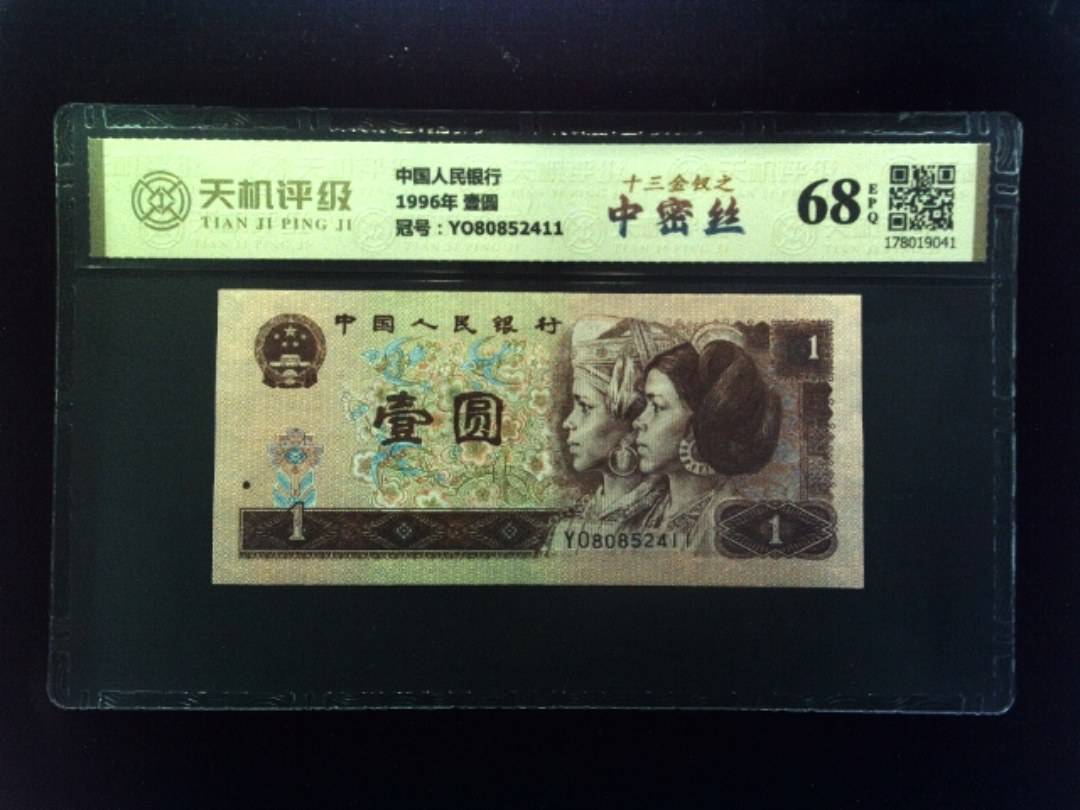 天机评级
TIAN JI PING JI
中国人民银行
1996年 壹圆
冠号：YO80852411
十三金钗之
中密丝
68
EPQ
178019041
中国人民银行
壹圆
1
1
YO80852411
1